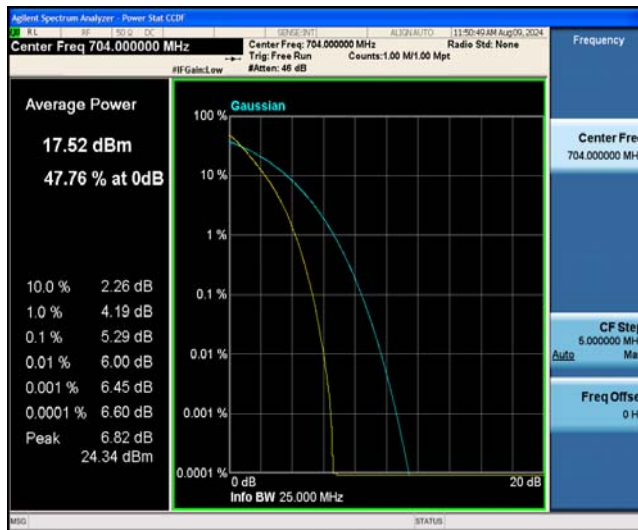 Agilent Spectrum Analyzer - Power Stat CCDF
RL RF 50 Ω DC SENSE:INT ALIGN AUTO 11:50:49 AM Aug 09, 2024
Center Freq 704.000000 MHz
Center Freq: 704.000000 MHz Radio Std: None
Trig: Free Run Counts:1.00 M/1.00 Mpt
#IFGain:Low #Atten: 46 dB
Frequency
Average Power
17.52 dBm
47.76 % at 0dB
10.0 % 2.26 dB
1.0 % 4.19 dB
0.1 % 5.29 dB
0.01 % 6.00 dB
0.001 % 6.45 dB
0.0001 % 6.60 dB
Peak 6.82 dB
24.34 dBm
Gaussian
100 %
10 %
1 %
0.1 %
0.01 %
0.001 %
0.0001 %
0 dB 20 dB
Info BW 25.000 MHz
Center Fre
704.000000 MH
CF Step
5.000000 MH
Auto Ma
Freq Offse
0 H
MSG STATUS